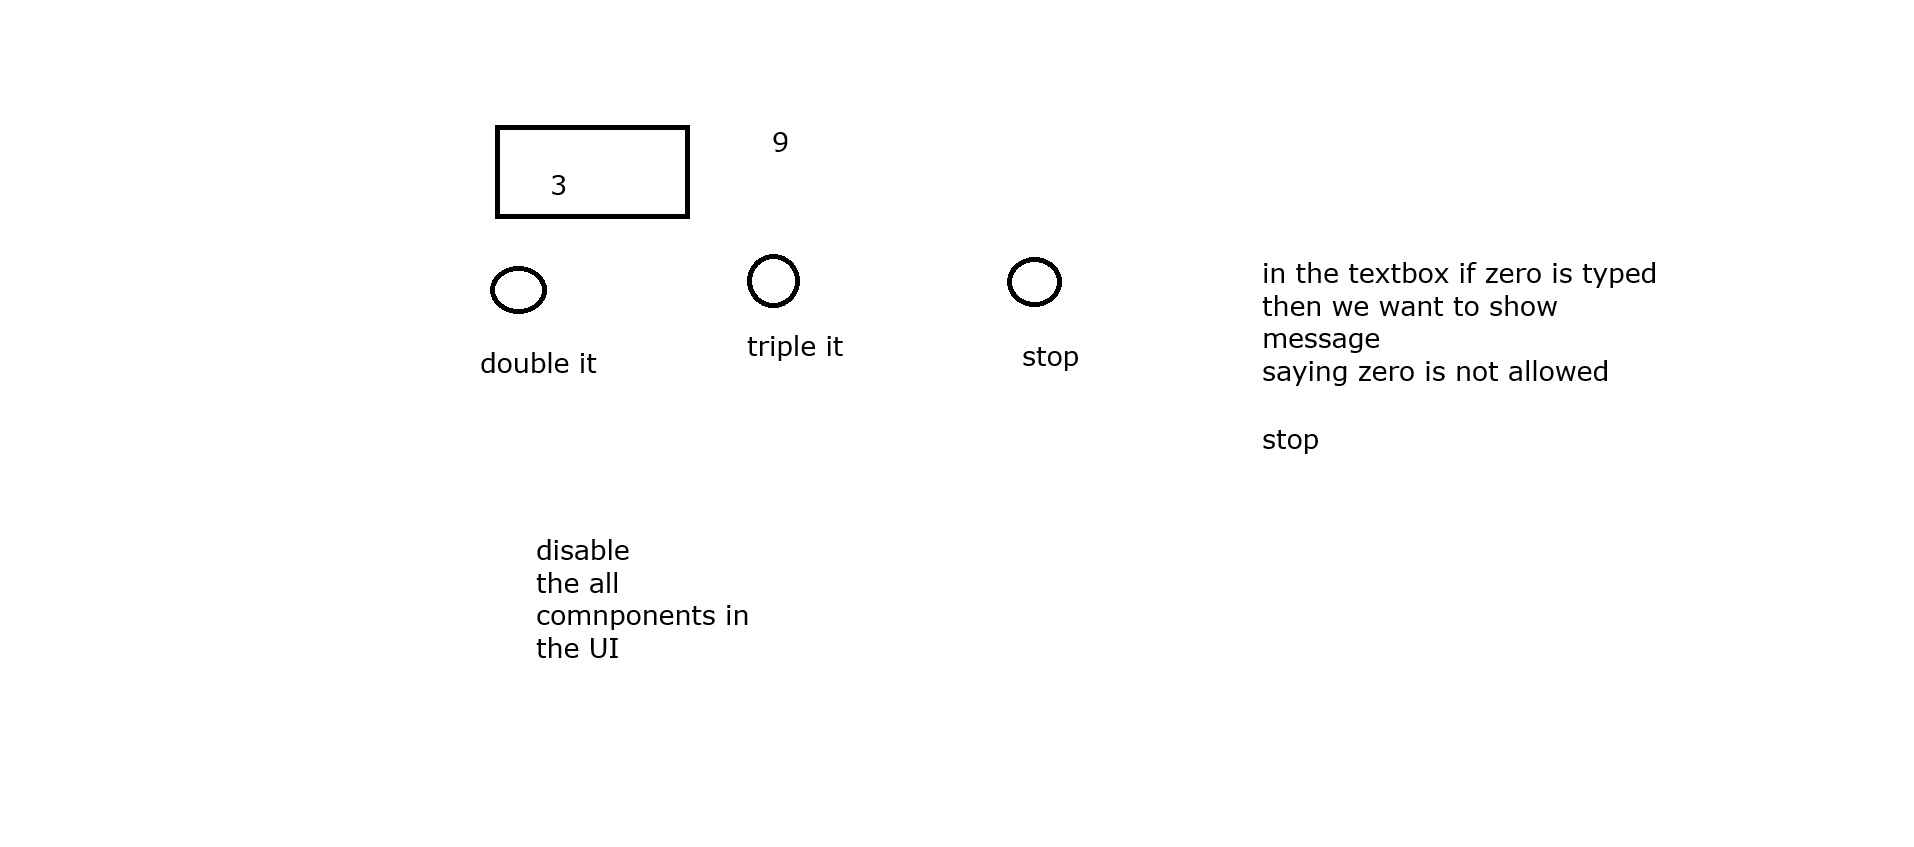 9
3
double it
triple it
stop
in the textbox if zero is typed
then we want to show
message
saying zero is not allowed
stop
disable
the all
comnponents in
the UI